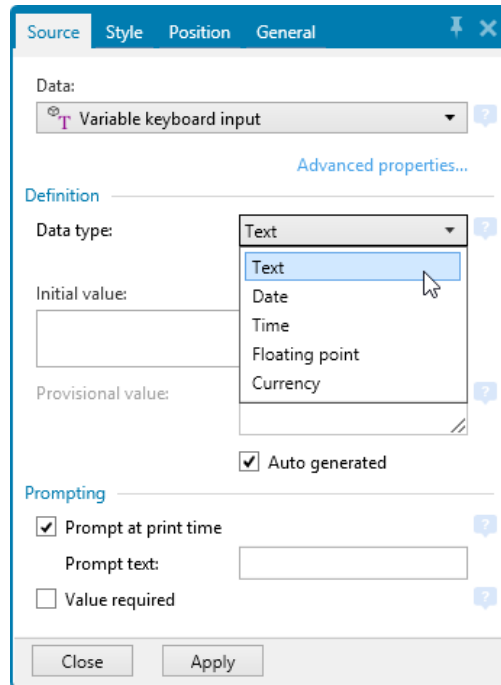 Source Style Position General
Data:
Variable keyboard input
Advanced properties...
Definition
Data type: Text
Text
Date
Initial value:
Time
Floating point
Currency
Provisional value:
Auto generated
Prompting
Prompt at print time
Prompt text:
Value required
Close Apply